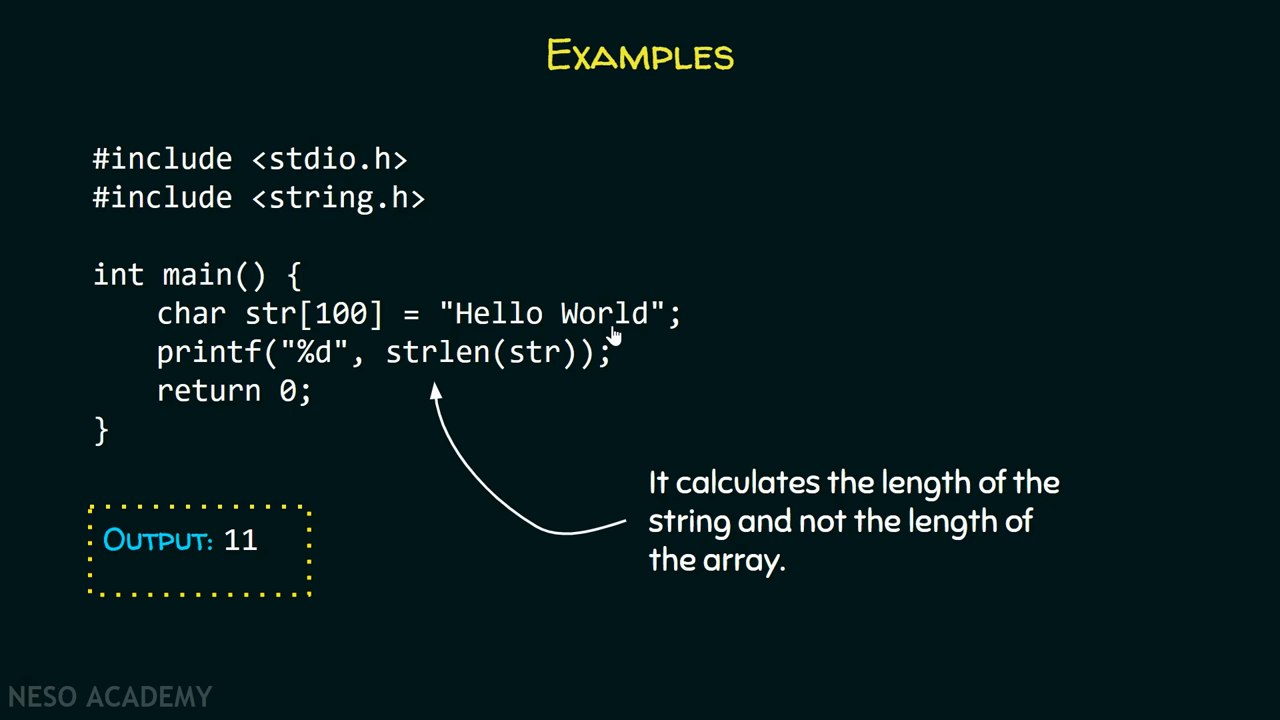 EXAMPLES
#include <stdio.h>
#include <string.h>
int main() {
    char str[100] = "Hello World";
    printf("%d", strlen(str));
    return 0;
}
It calculates the length of the
string and not the length of
the array.
OUTPUT: 11
NESO ACADEMY